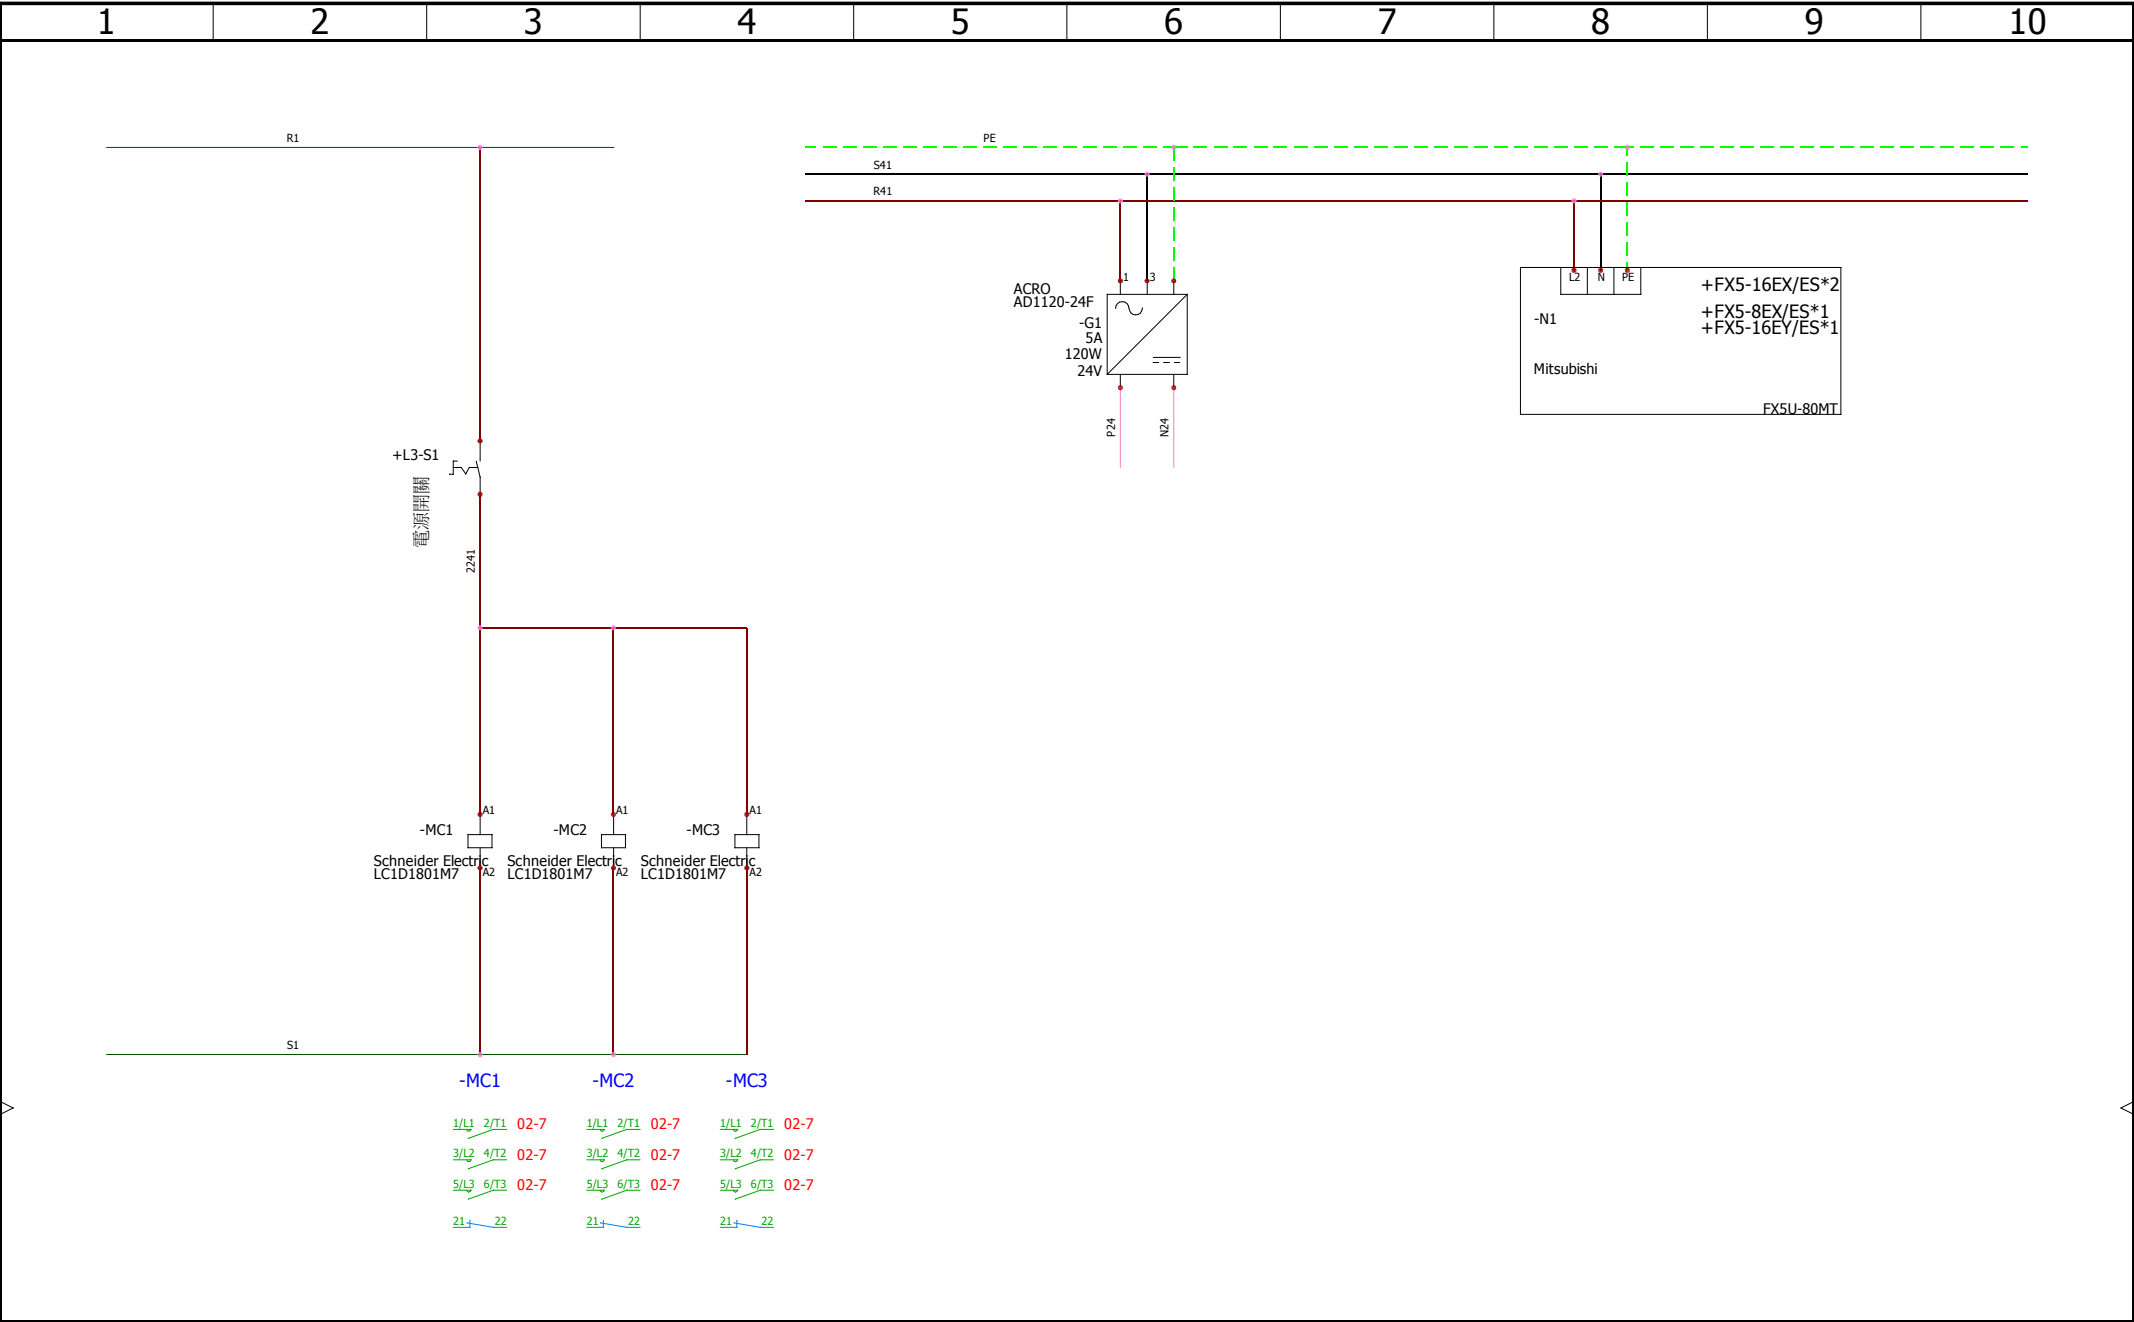 1 2 3 4 5 6 7 8 9 10
R1
PE
S41
R41
1 3
L2 N PE
ACRO
AD1120-24F
-G1
5A
120W
24V
P24
N24
+FX5-16EX/ES*2
+FX5-8EX/ES*1
+FX5-16EY/ES*1
-N1
Mitsubishi
FX5U-80MT
+L3-S1
電源開關
2241
A1 A1 A1
-MC1 -MC2 -MC3
Schneider Electric Schneider Electric Schneider Electric
LC1D1801M7 LC1D1801M7 LC1D1801M7
A2 A2 A2
S1
-MC1 -MC2 -MC3
1/L1 2/T1 02-7 1/L1 2/T1 02-7 1/L1 2/T1 02-7
3/L2 4/T2 02-7 3/L2 4/T2 02-7 3/L2 4/T2 02-7
5/L3 6/T3 02-7 5/L3 6/T3 02-7 5/L3 6/T3 02-7
21 22 21 22 21 22